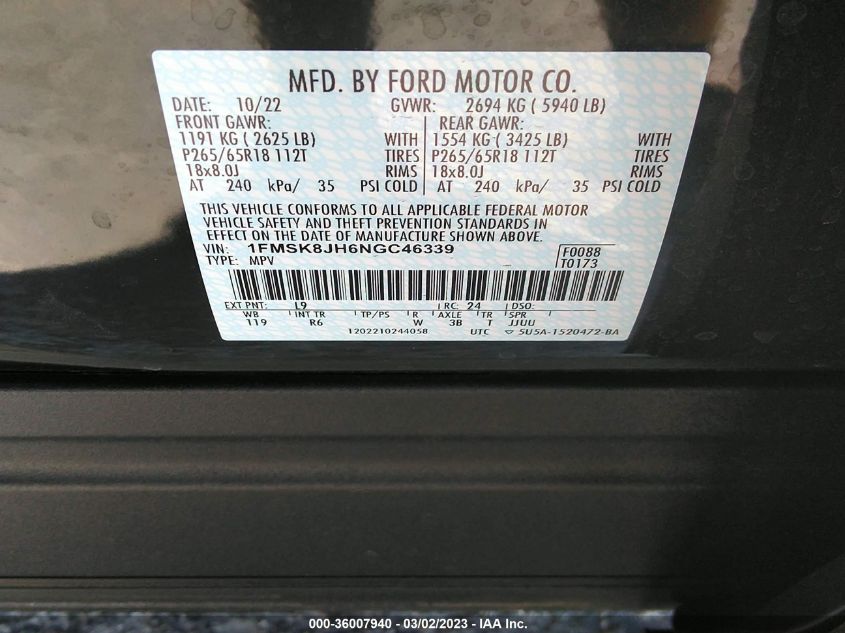 MFD. BY FORD MOTOR CO.
DATE: 10/22 GVWR: 2694 KG ( 5940 LB)
FRONT GAWR: REAR GAWR:
1191 KG ( 2625 LB) WITH 1554 KG ( 3425 LB) WITH
P265/65R18 112T TIRES P265/65R18 112T TIRES
18x8.0J RIMS 18x8.0J RIMS
AT 240 kPa/ 35 PSI COLD AT 240 kPa/ 35 PSI COLD
THIS VEHICLE CONFORMS TO ALL APPLICABLE FEDERAL MOTOR
VEHICLE SAFETY AND THEFT PREVENTION STANDARDS IN
EFFECT ON THE DATE OF MANUFACTURE SHOWN ABOVE.
VIN: 1FMSK8JH6NGC46339 F0088
TYPE: MPV T0173
EXT PNT: L9 RC: 24 DSO:
WB INT TR TP/PS R AXLE TR SPR
119 R6 W 3B T JJUU
1202210244058 UTC ▽ 5U5A-1520472-BA
000-36007940 - 03/02/2023 - IAA Inc.